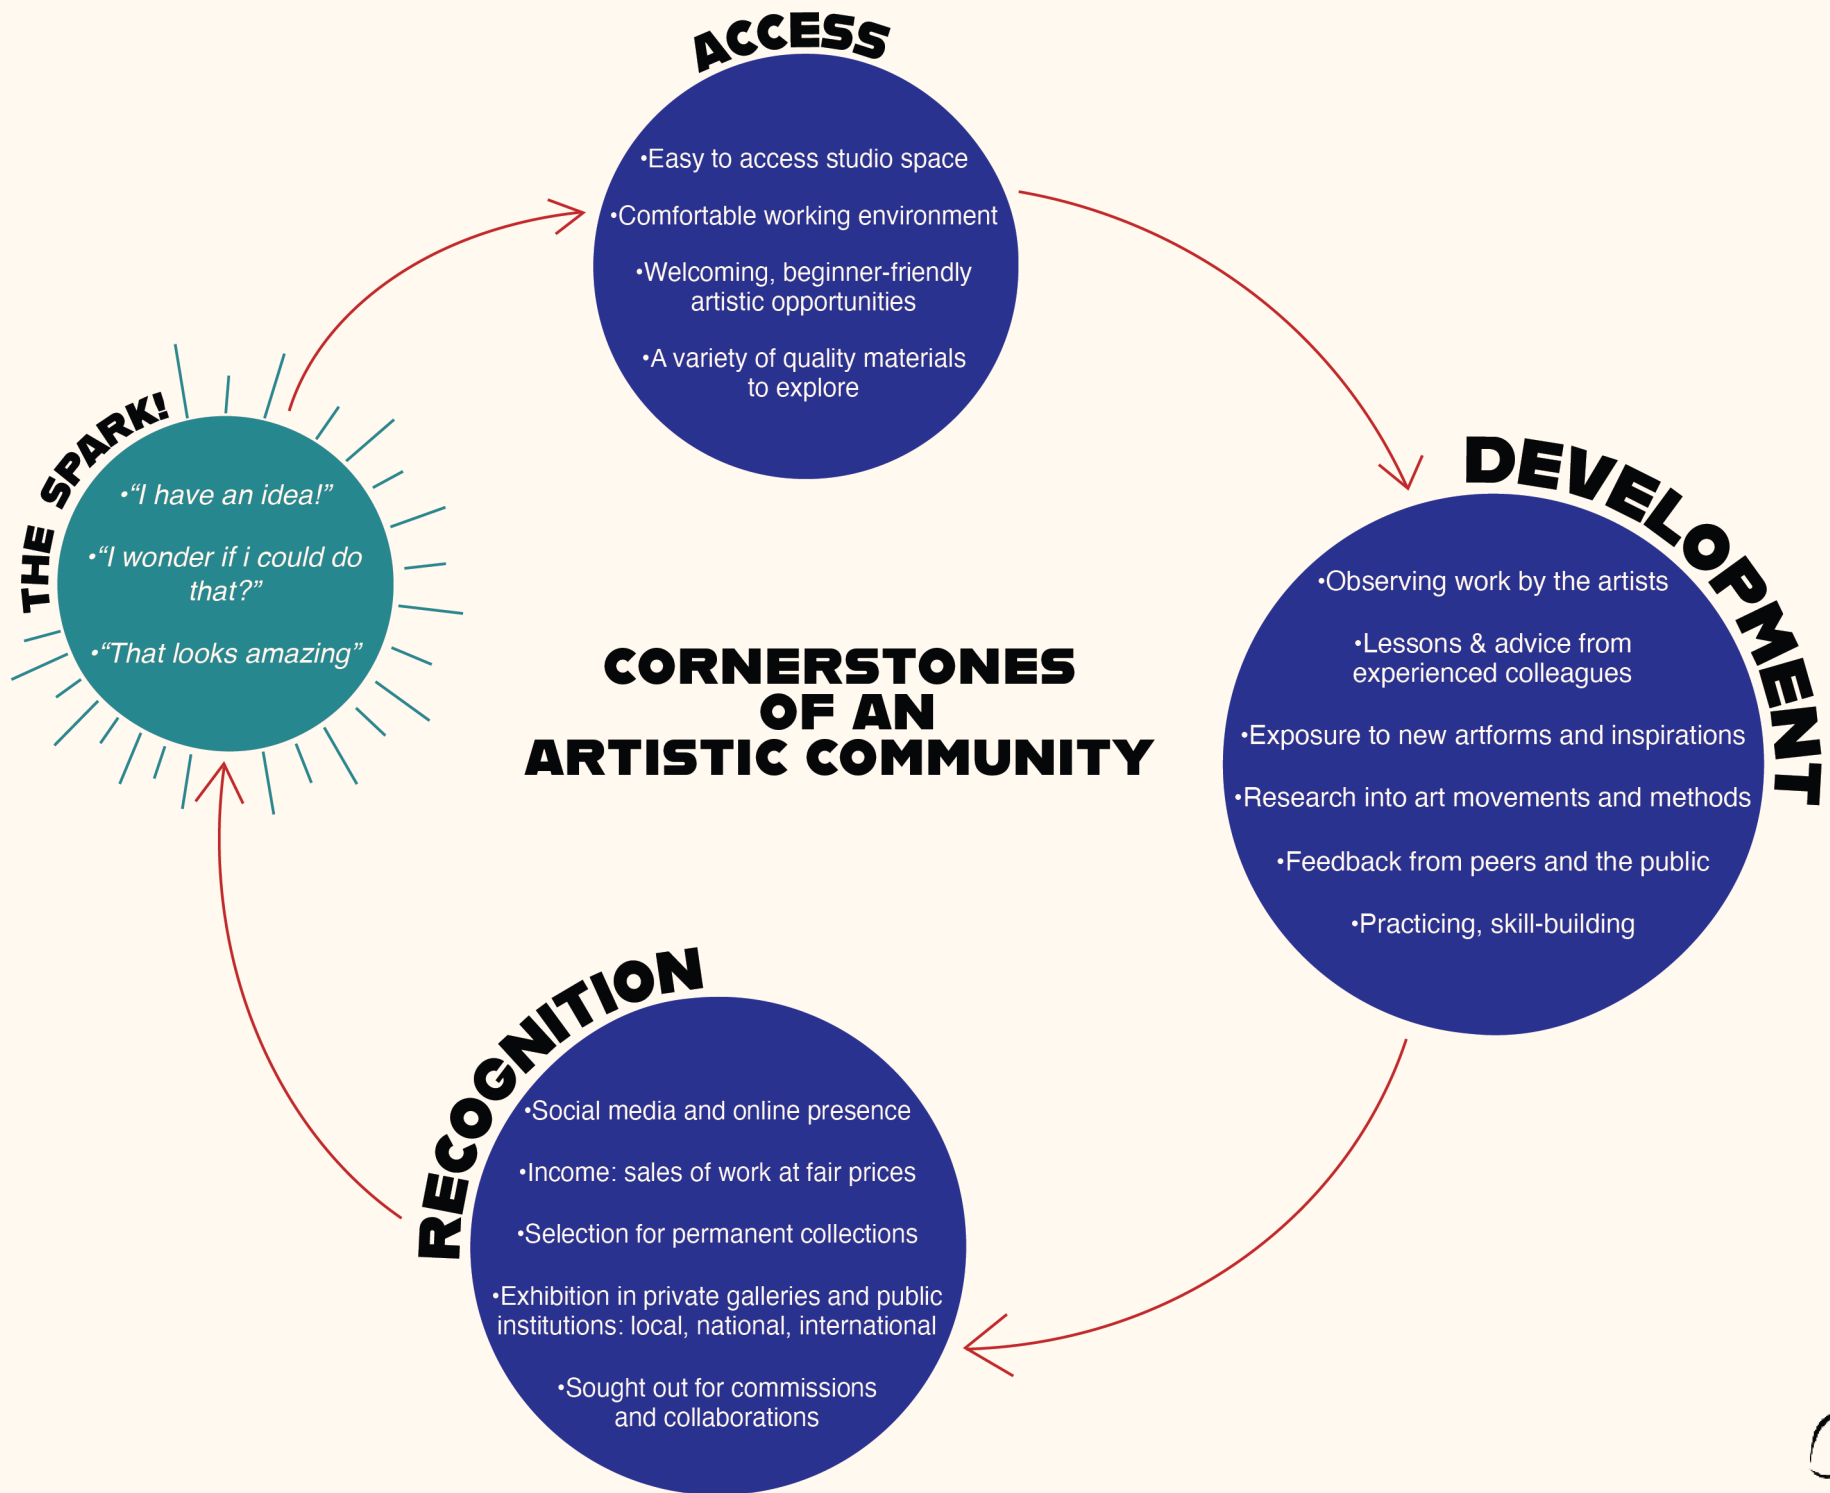 ACCESS
•Easy to access studio space
•Comfortable working environment
•Welcoming, beginner-friendly
artistic opportunities
•A variety of quality materials
to explore
THE SPARK!
•“I have an idea!”
•“I wonder if i could do
that?”
•“That looks amazing”
CORNERSTONES
OF AN
ARTISTIC COMMUNITY
DEVELOPMENT
•Observing work by the artists
•Lessons & advice from
experienced colleagues
•Exposure to new artforms and inspirations
•Research into art movements and methods
•Feedback from peers and the public
•Practicing, skill-building
RECOGNITION
•Social media and online presence
•Income: sales of work at fair prices
•Selection for permanent collections
•Exhibition in private galleries and public
institutions: local, national, international
•Sought out for commissions
and collaborations